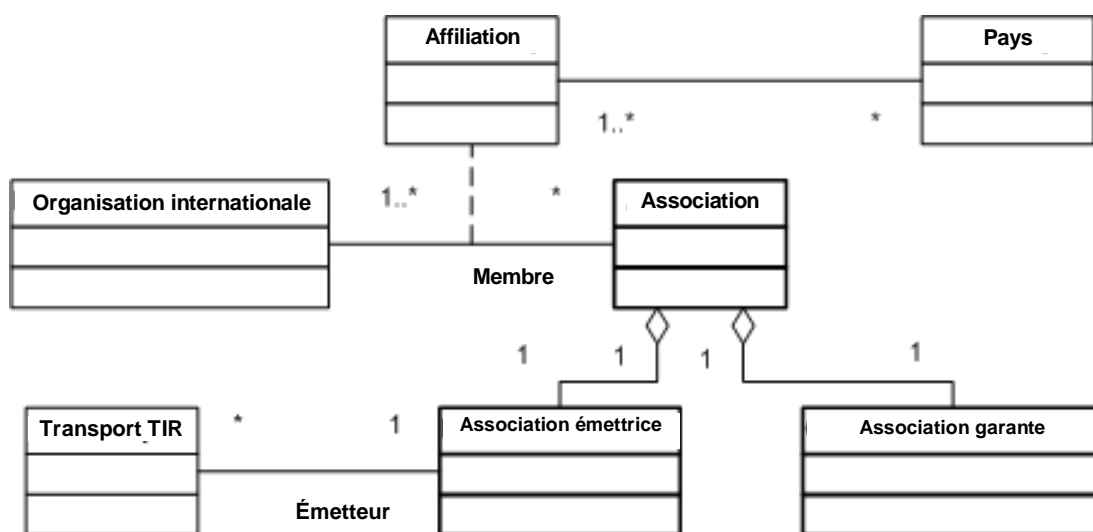 Affiliation
Pays
1..*
*
Organisation internationale
1..*
*
Association
Membre
1
1
1
1
Transport TIR
*
1
Association émettrice
Association garante
Émetteur